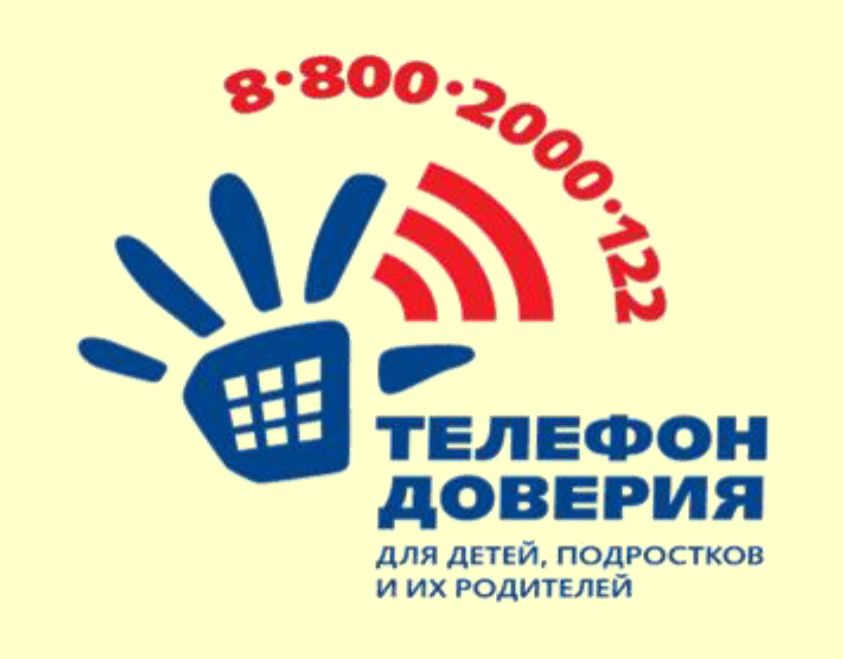 8·800·2000·122
ТЕЛЕФОН
ДОВЕРИЯ
ДЛЯ ДЕТЕЙ, ПОДРОСТКОВ
И ИХ РОДИТЕЛЕЙ